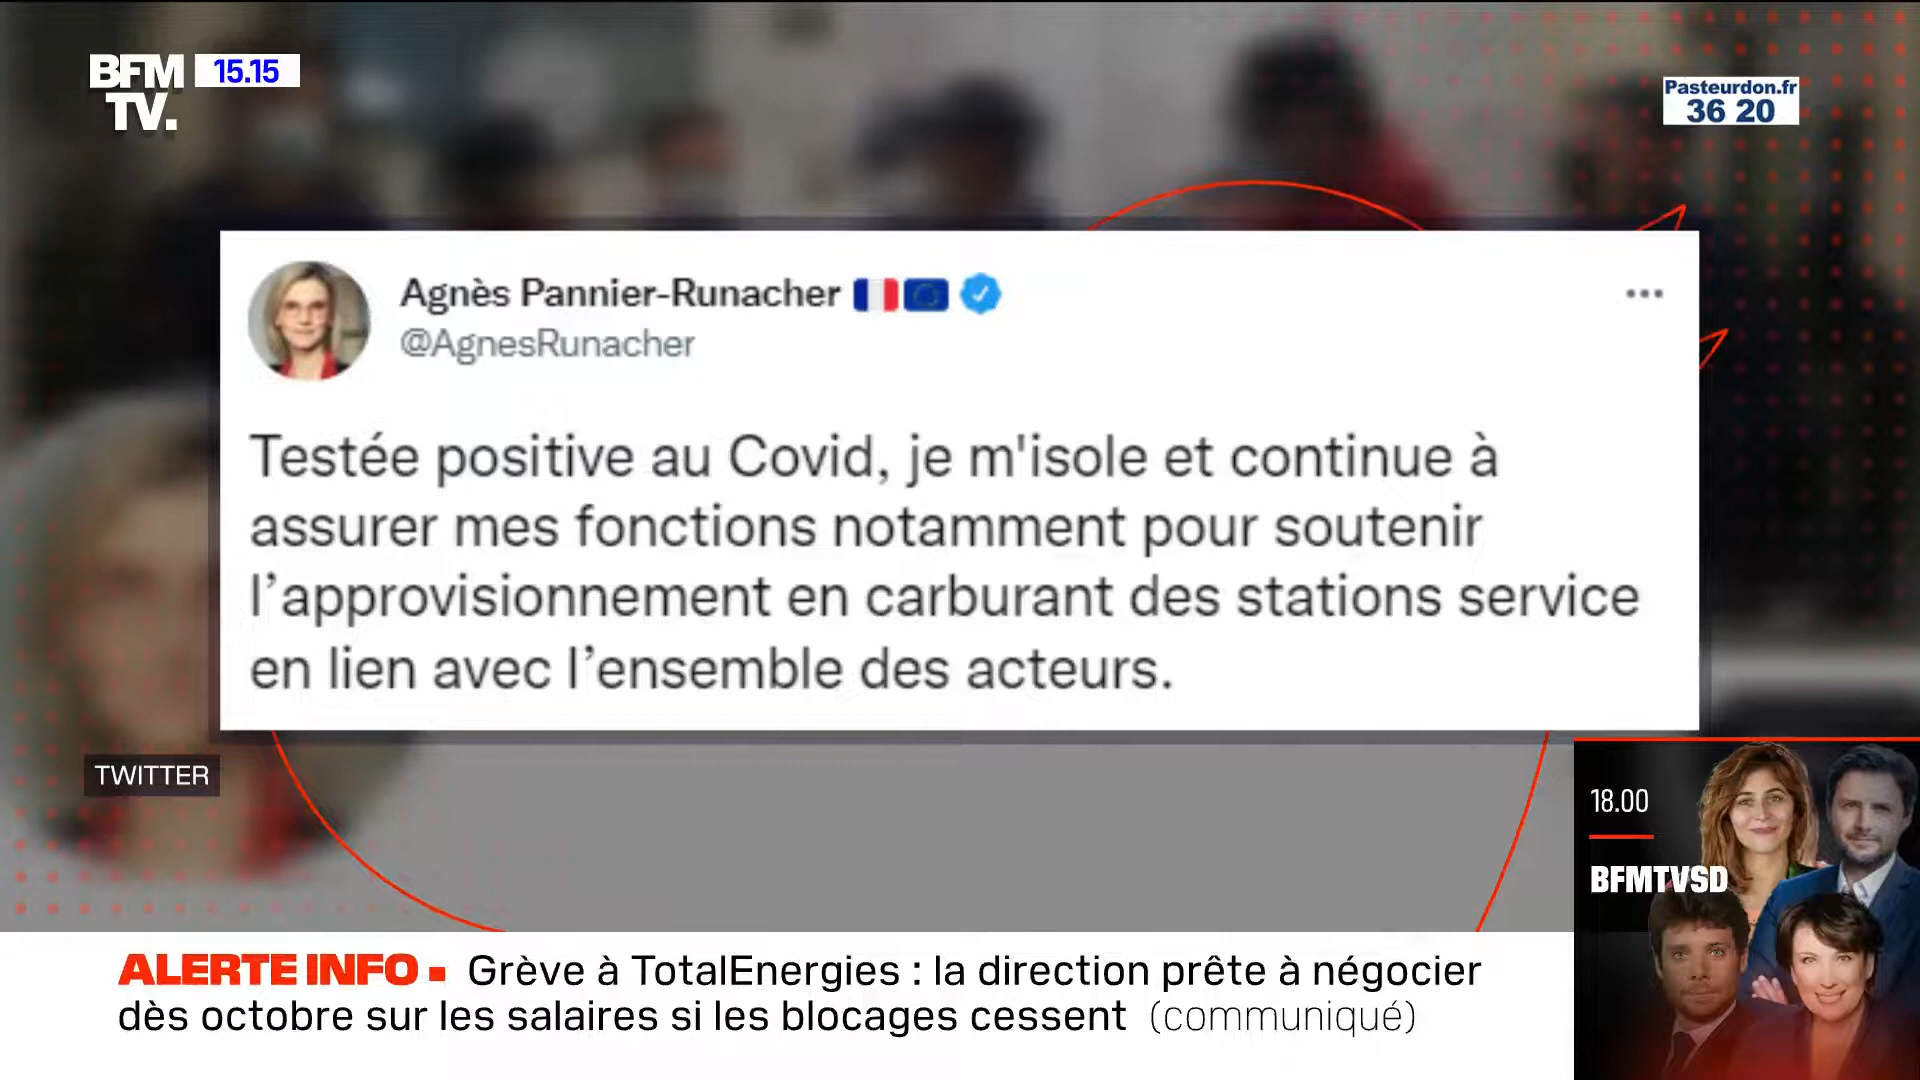 BFM
TV.
15.15
Pasteurdon.fr
36 20
Agnès Pannier-Runacher
@AgnesRunacher
Testée positive au Covid, je m'isole et continue à
assurer mes fonctions notamment pour soutenir
l’approvisionnement en carburant des stations service
en lien avec l’ensemble des acteurs.
TWITTER
18.00
BFMTVSD
ALERTE INFO Grève à TotalEnergies : la direction prête à négocier
dès octobre sur les salaires si les blocages cessent (communiqué)